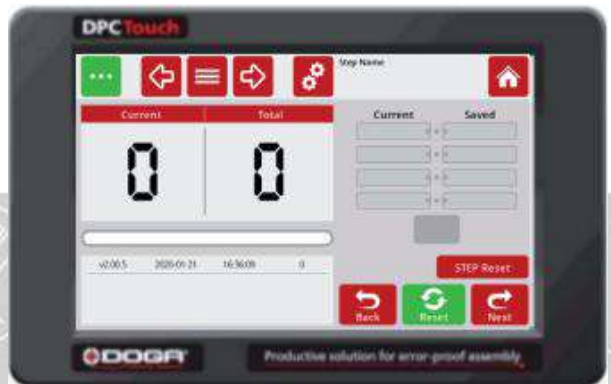 DPCTouch
Step Name
Current Total
Current Saved
0 0
v2.00.5 2020-01-21 16:36:09 0
STEP Reset
Back Reset Next
DOGA Productive solution for error-proof assembly